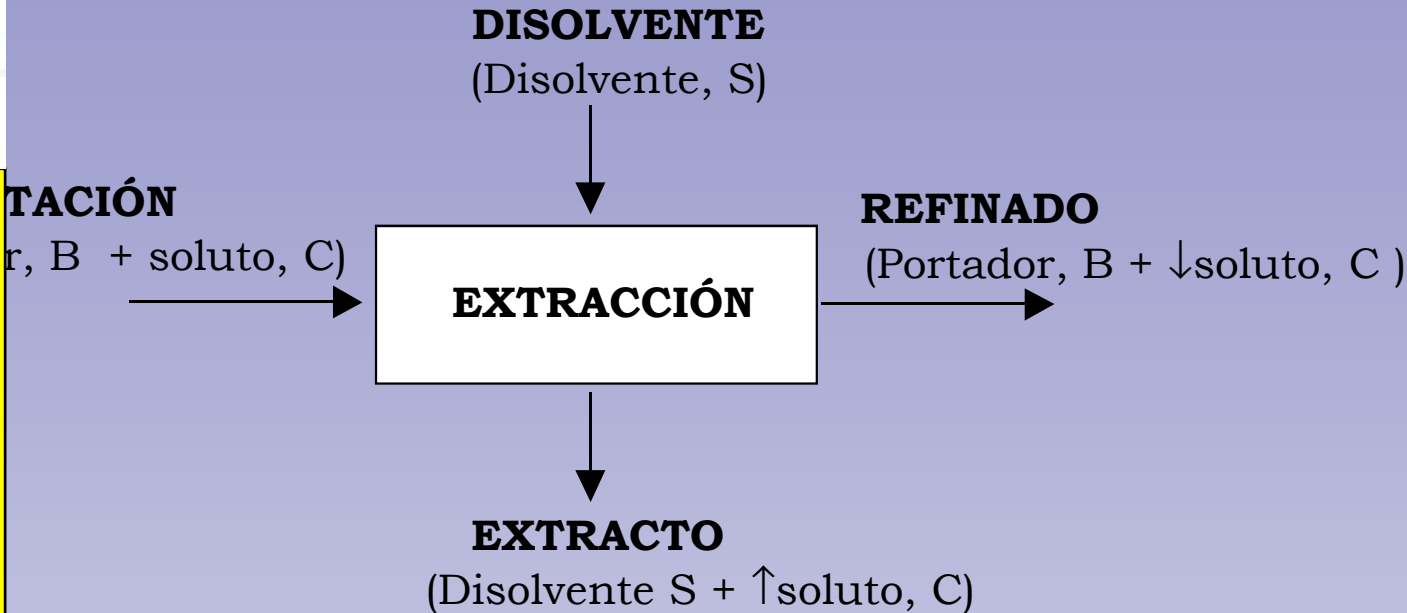 DISOLVENTE
(Disolvente, S)
TACIÓN
r, B + soluto, C)
EXTRACCIÓN
REFINADO
(Portador, B + ↓soluto, C )
EXTRACTO
(Disolvente S + ↑soluto, C)